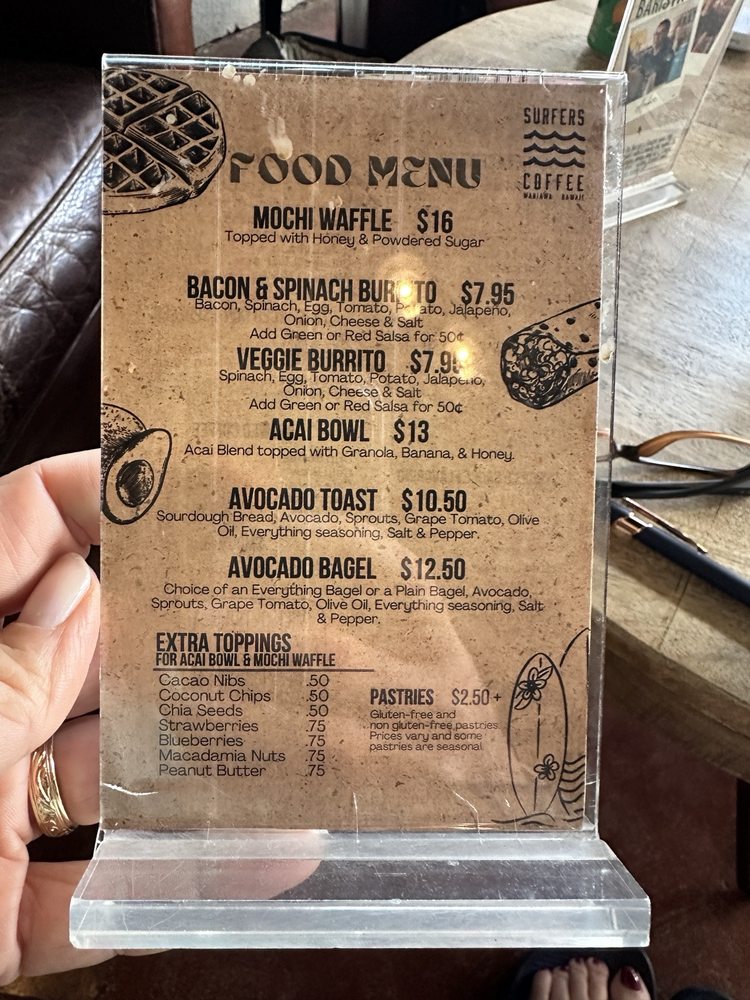 BARISTA
SURFERS
COFFEE
WAHIAWA HAWAII
FOOD MENU
MOCHI WAFFLE $16
Topped with Honey & Powdered Sugar
BACON & SPINACH BURRITO $7.95
Bacon, Spinach, Egg, Tomato, Potato, Jalapeño,
Onion, Cheese & Salt
Add Green or Red Salsa for 50¢
VEGGIE BURRITO $7.95
Spinach, Egg, Tomato, Potato, Jalapeño,
Onion, Cheese & Salt
Add Green or Red Salsa for 50¢
ACAI BOWL $13
Acai Blend topped with Granola, Banana, & Honey.
AVOCADO TOAST $10.50
Sourdough Bread, Avocado, Sprouts, Grape Tomato, Olive
Oil, Everything seasoning, Salt & Pepper.
AVOCADO BAGEL $12.50
Choice of an Everything Bagel or a Plain Bagel, Avocado,
Sprouts, Grape Tomato, Olive Oil, Everything seasoning, Salt
& Pepper.
EXTRA TOPPINGS
FOR ACAI BOWL & MOCHI WAFFLE
Cacao Nibs .50
Coconut Chips .50
Chia Seeds .50
Strawberries .75
Blueberries .75
Macadamia Nuts .75
Peanut Butter .75
PASTRIES $2.50 +
Gluten-free and
non gluten-free pastries.
Prices vary and some
pastries are seasonal.